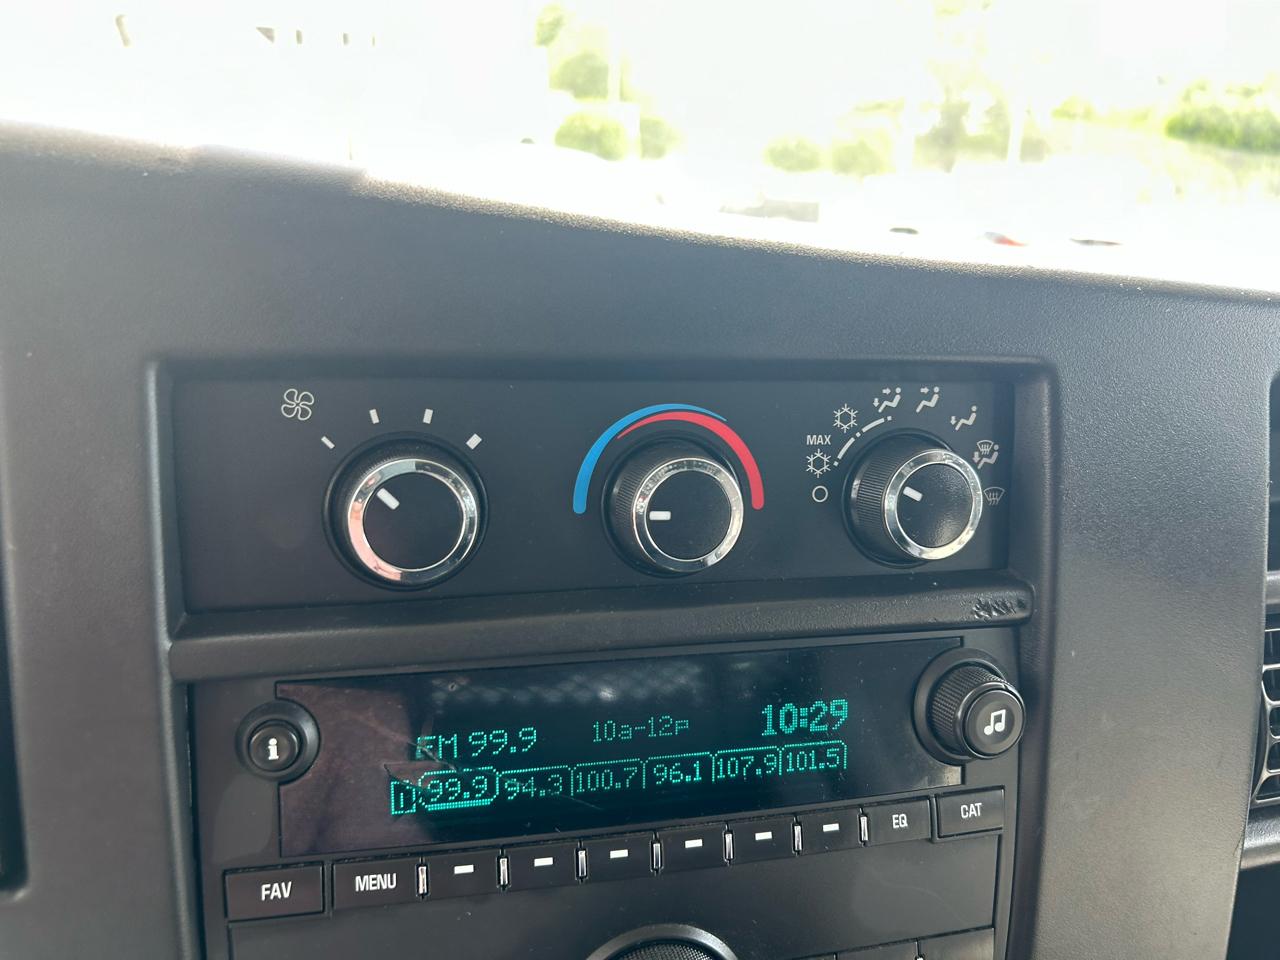 MAX
FM 99.9 10a-12p 10:29
D 99.9 94.3 100.7 96.1 107.9 101.5
i
FAV MENU EQ CAT